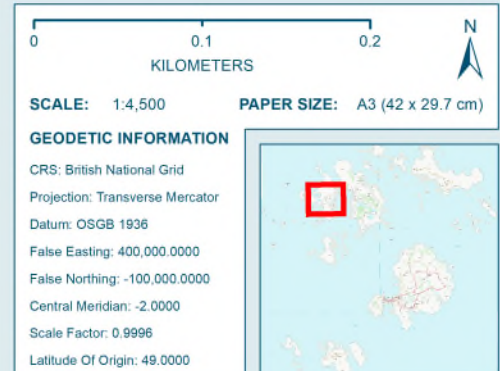 N
0 0.1 0.2
KILOMETERS
SCALE: 1:4,500 PAPER SIZE: A3 (42 x 29.7 cm)
GEODETIC INFORMATION
CRS: British National Grid
Projection: Transverse Mercator
Datum: OSGB 1936
False Easting: 400,000.0000
False Northing: -100,000.0000
Central Meridian: -2.0000
Scale Factor: 0.9996
Latitude Of Origin: 49.0000